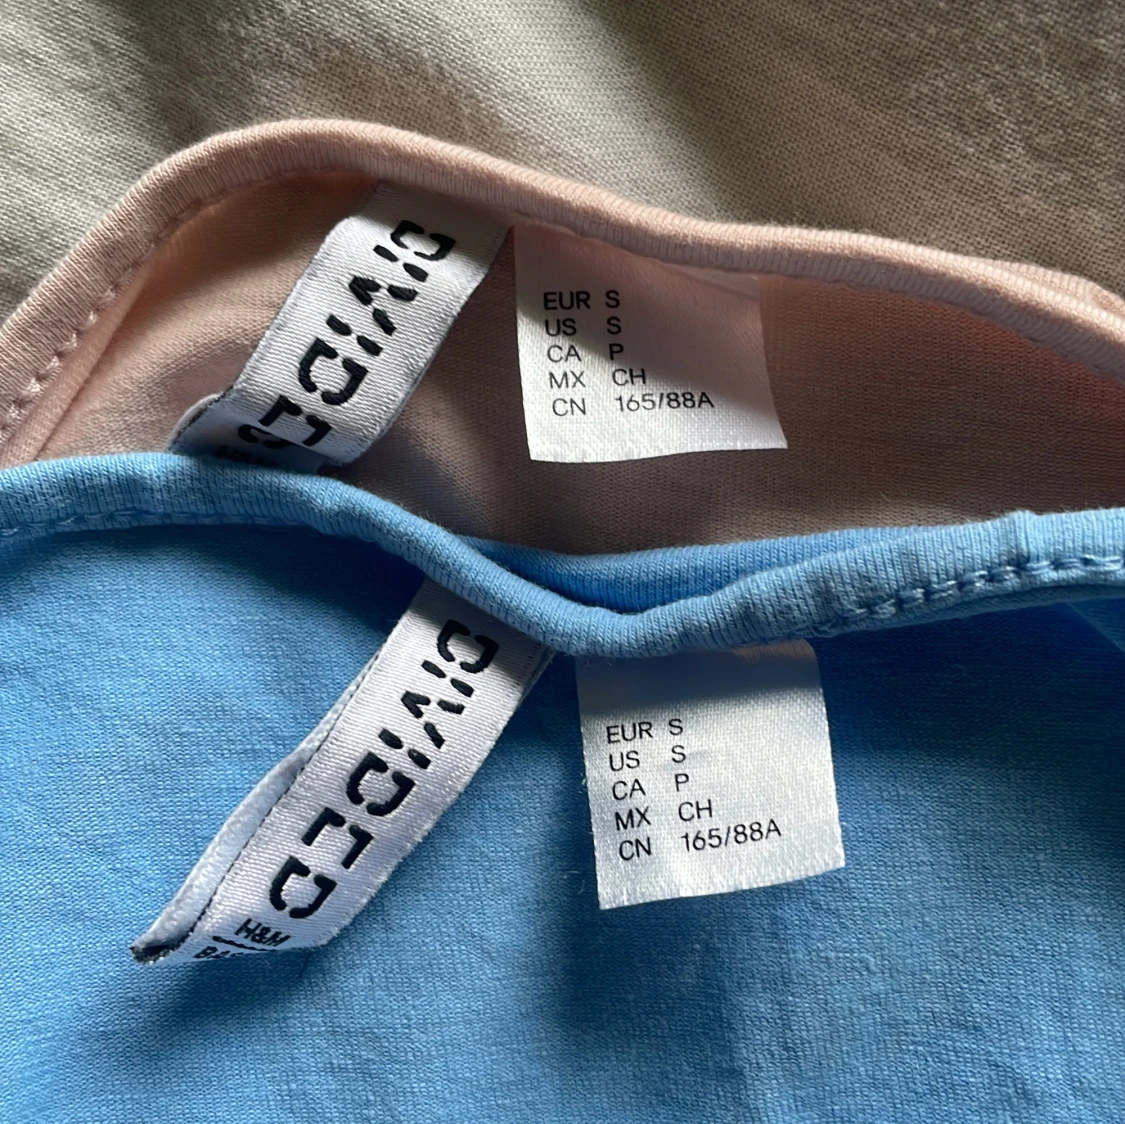 DIVIDED
EUR S
US S
CA P
MX CH
CN 165/88A
DIVIDED
H&M
EUR S
US S
CA P
MX CH
CN 165/88A